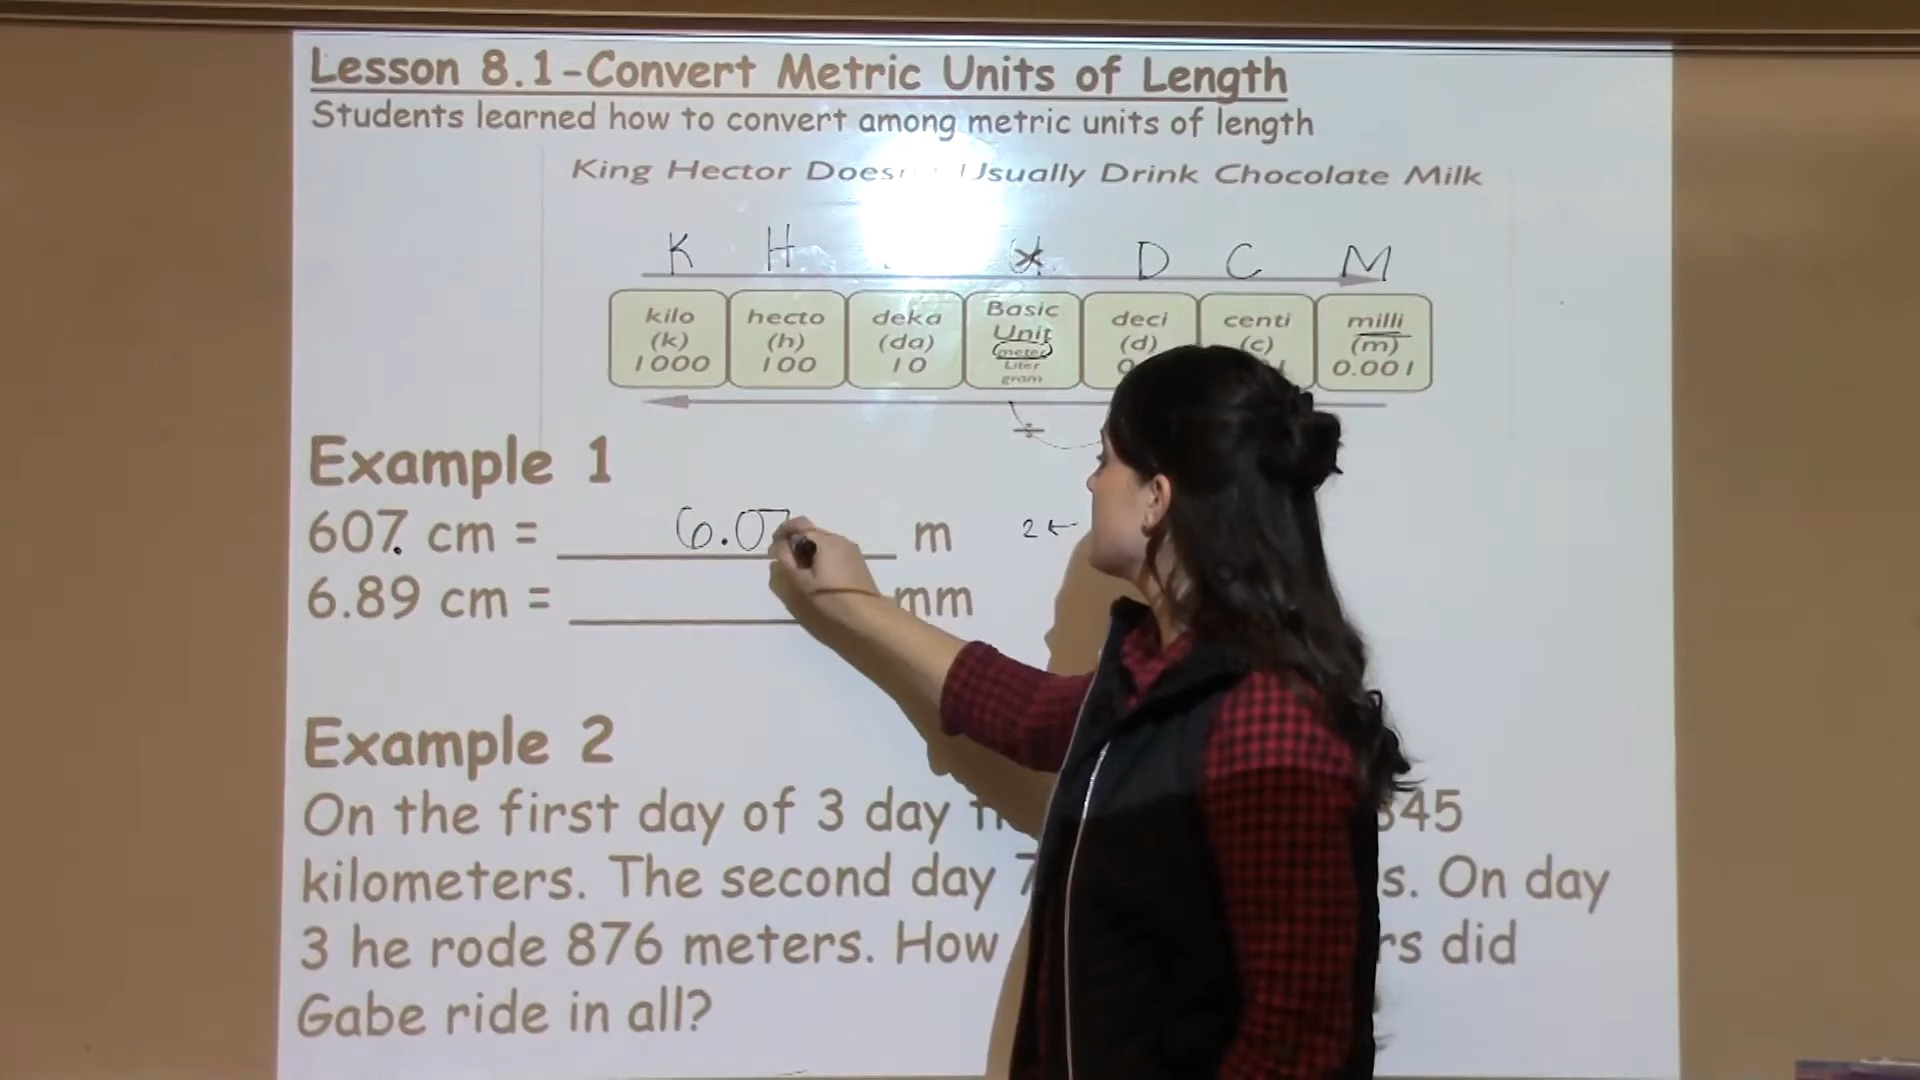 Lesson 8.1-Convert Metric Units of Length
Students learned how to convert among metric units of length
King Hector Usually Drink Chocolate Milk
K H D C M
kilo (k) 1000
hecto (h) 100
deka (da) 10
Basic Unit meter Liter gram
deci (d)
centi (c)
milli (m) 0.001
÷
Example 1
607. cm = 6.07 m 2 ←
6.89 cm = mm
Example 2
On the first day of 3 day 345
kilometers. The second day 7 s. On day
3 he rode 876 meters. How did
Gabe ride in all?